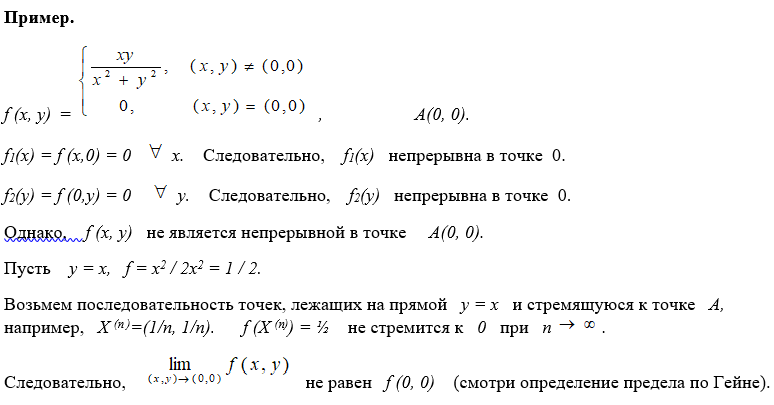 Пример.
f (x, y) = { xy / (x² + y²), (x, y) ≠ (0,0)
0, (x, y) = (0,0) , A(0, 0).
f₁(x) = f (x,0) = 0 ∀ x. Следовательно, f₁(x) непрерывна в точке 0.
f₂(y) = f (0,y) = 0 ∀ y. Следовательно, f₂(y) непрерывна в точке 0.
Однако, f (x, y) не является непрерывной в точке A(0, 0).
Пусть y = x, f = x² / 2x² = 1 / 2.
Возьмем последовательность точек, лежащих на прямой y = x и стремящуюся к точке A,
например, X⁽ⁿ⁾=(1/n, 1/n). f (X⁽ⁿ⁾) = ½ не стремится к 0 при n → ∞ .
Следовательно, lim (x,y)→(0,0) f (x, y) не равен f (0, 0) (смотри определение предела по Гейне).